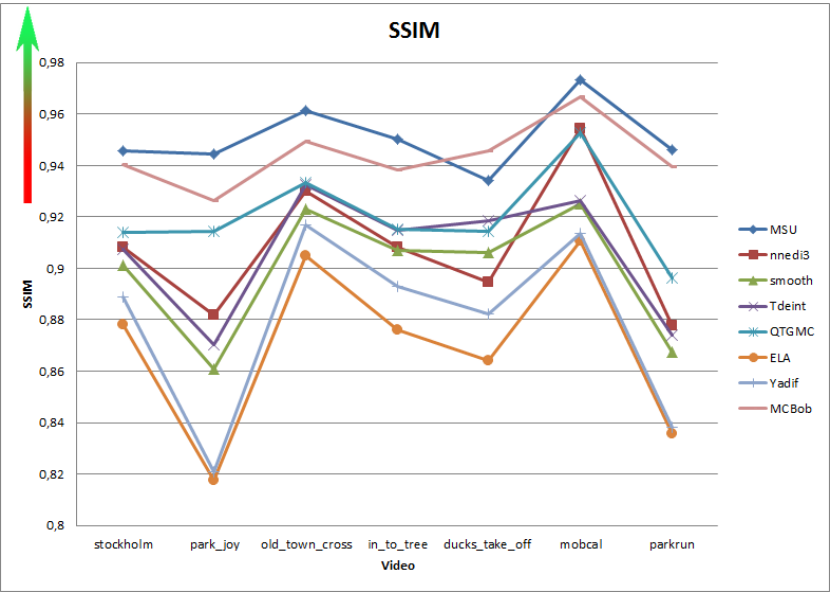 SSIM
0,98
0,96
0,94
0,92
0,9
0,88
0,86
0,84
0,82
0,8
SSIM
stockholm park_joy old_town_cross in_to_tree ducks_take_off mobcal parkrun
Video
MSU
nnedi3
smooth
Tdeint
QTGMC
ELA
Yadif
MCBob